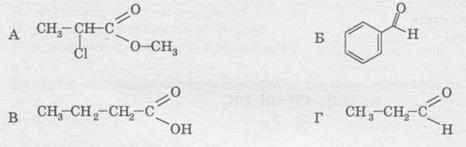 А CH₃—CH—C O O—CH₃ Cl
Б C O H
В CH₃—CH₂—CH₂—C O OH
Г CH₃—CH₂—C O H